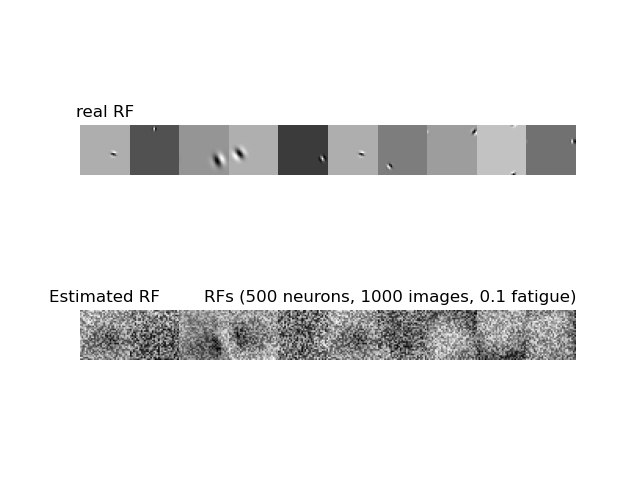 real RF
Estimated RF
RFs (500 neurons, 1000 images, 0.1 fatigue)